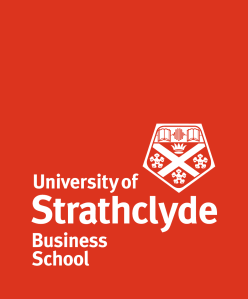 University of
Strathclyde
Business
School